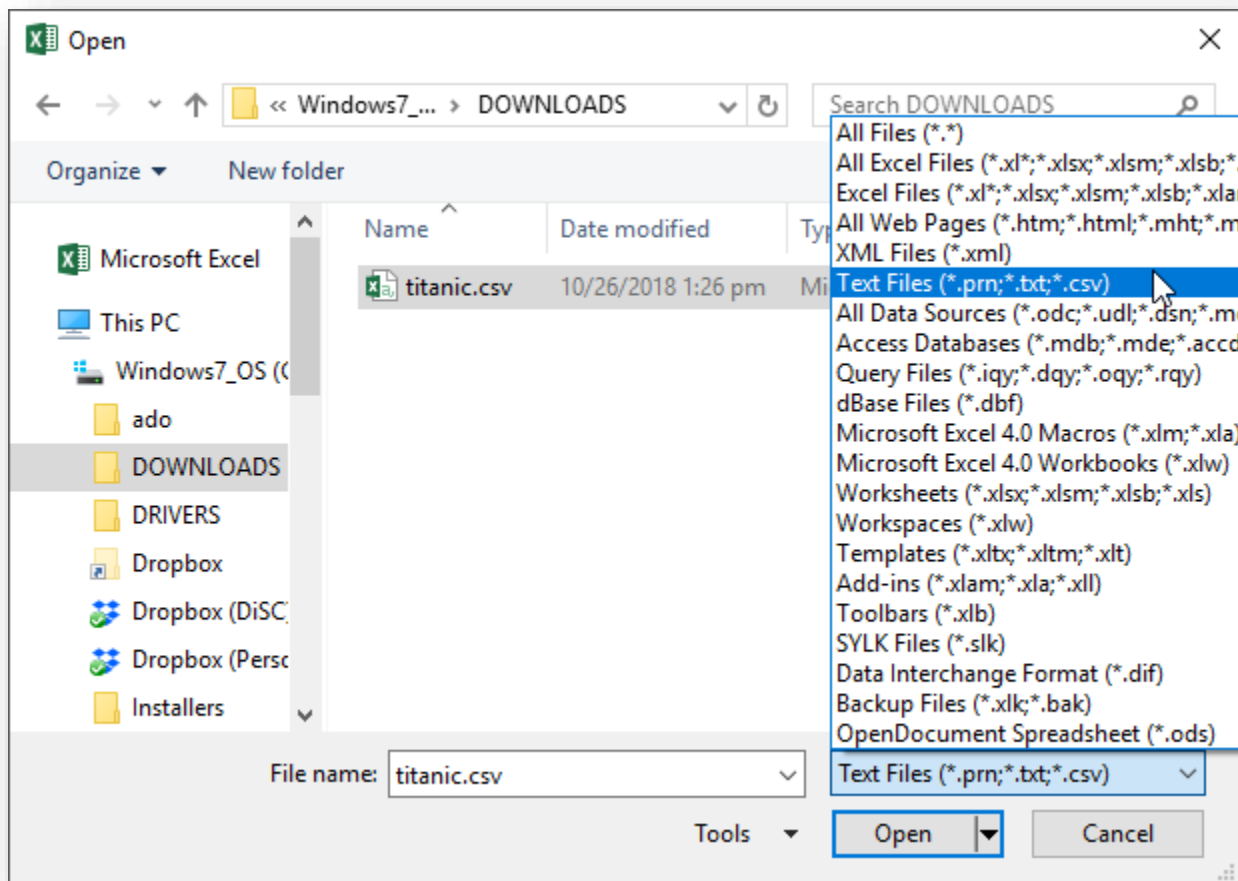 Open
« Windows7_... › DOWNLOADS
Search DOWNLOADS
Organize
New folder
Name
Date modified
Typ
Microsoft Excel
This PC
Windows7_OS (C
ado
DOWNLOADS
DRIVERS
Dropbox
Dropbox (DiSC
Dropbox (Perso
Installers
titanic.csv
10/26/2018 1:26 pm
Mi
All Files (*.*)
All Excel Files (*.xl*;*.xlsx;*.xlsm;*.xlsb;*.
Excel Files (*.xl*;*.xlsx;*.xlsm;*.xlsb;*.xla
All Web Pages (*.htm;*.html;*.mht;*.m
XML Files (*.xml)
Text Files (*.prn;*.txt;*.csv)
All Data Sources (*.odc;*.udl;*.dsn;*.m
Access Databases (*.mdb;*.mde;*.accd
Query Files (*.iqy;*.dqy;*.oqy;*.rqy)
dBase Files (*.dbf)
Microsoft Excel 4.0 Macros (*.xlm;*.xla)
Microsoft Excel 4.0 Workbooks (*.xlw)
Worksheets (*.xlsx;*.xlsm;*.xlsb;*.xls)
Workspaces (*.xlw)
Templates (*.xltx;*.xltm;*.xlt)
Add-ins (*.xlam;*.xla;*.xll)
Toolbars (*.xlb)
SYLK Files (*.slk)
Data Interchange Format (*.dif)
Backup Files (*.xlk;*.bak)
OpenDocument Spreadsheet (*.ods)
File name:
titanic.csv
Text Files (*.prn;*.txt;*.csv)
Tools
Open
Cancel